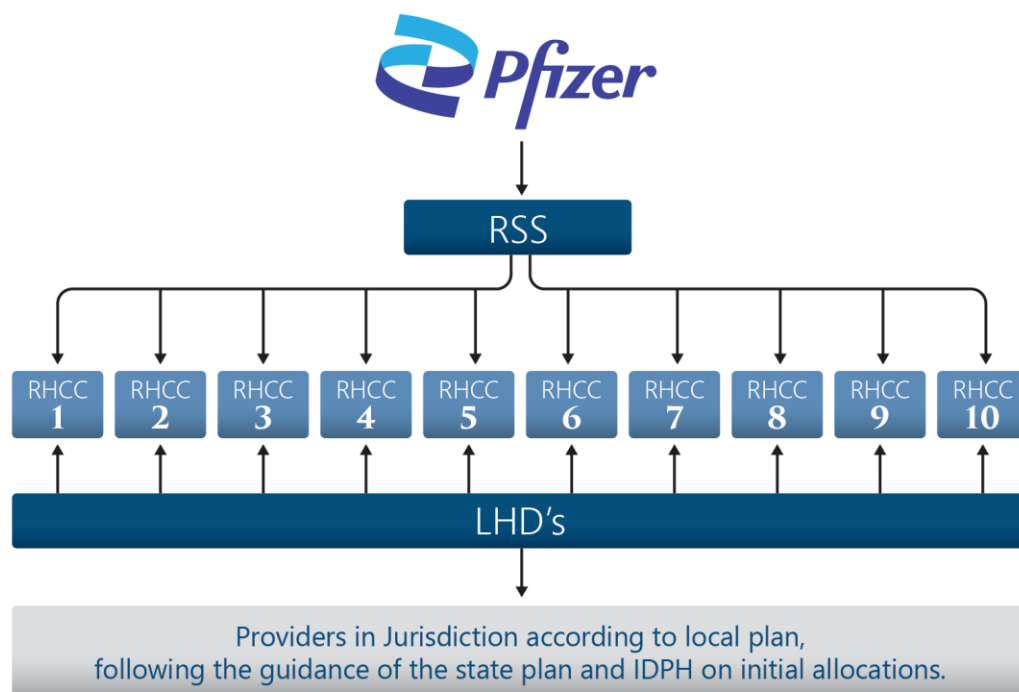 Pfizer
RSS
RHCC
1
RHCC
2
RHCC
3
RHCC
4
RHCC
5
RHCC
6
RHCC
7
RHCC
8
RHCC
9
RHCC
10
LHD's
Providers in Jurisdiction according to local plan,
following the guidance of the state plan and IDPH on initial allocations.